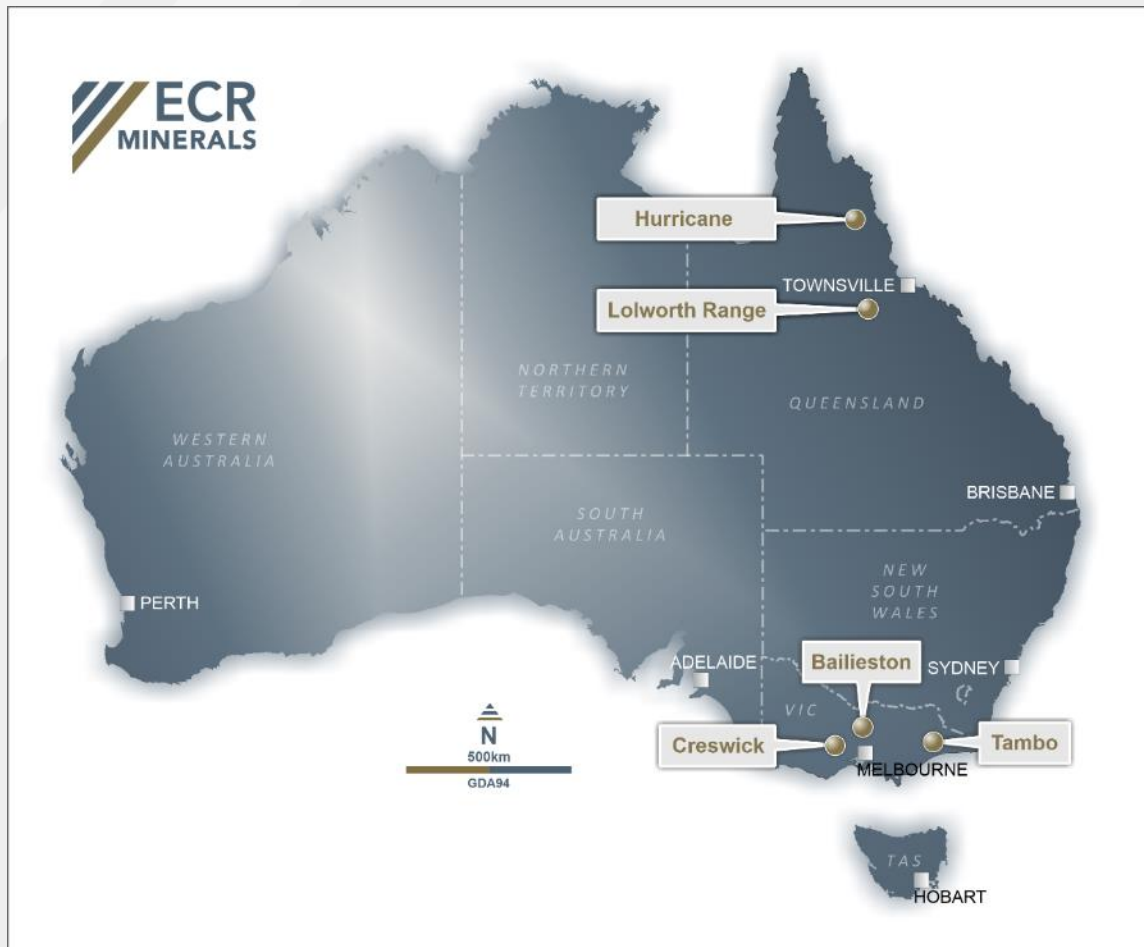 ECR
MINERALS
Hurricane
TOWNSVILLE
Lolworth Range
NORTHERN
TERRITORY
QUEENSLAND
WESTERN
AUSTRALIA
BRISBANE
SOUTH
AUSTRALIA
NEW
SOUTH
WALES
PERTH
ADELAIDE
Bailieston
SYDNEY
VIC
N
500km
GDA94
Creswick
Tambo
MELBOURNE
TAS
HOBART